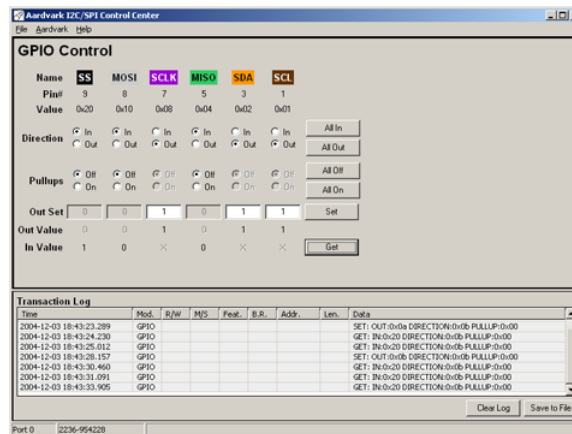 Aardvark I2C/SPI Control Center
File Aardvark Help
GPIO Control
Name SS MOSI SCLK MISO SDA SCL
Pin# 9 8 7 5 3 1
Value 0x20 0x10 0x08 0x04 0x02 0x01
Direction In In In In In In All In
Out Out Out Out Out Out All Out
Pullups Off Off Off Off Off Off All Off
On On On On On On All On
Out Set 0 0 1 0 1 1 Set
Out Value 0 0 1 0 1 1
In Value 1 0 X 0 X X Get
Transaction Log
Time Mod. R/W M/S Feat. B.R. Addr. Len. Data
2004-12-03 18:43:23.289 GPIO SET: OUT:0x0a DIRECTION:0x0b PULLUP:0x00
2004-12-03 18:43:24.230 GPIO GET: IN:0x20 DIRECTION:0x0b PULLUP:0x00
2004-12-03 18:43:25.012 GPIO GET: IN:0x20 DIRECTION:0x0b PULLUP:0x00
2004-12-03 18:43:28.157 GPIO SET: OUT:0x0b DIRECTION:0x0b PULLUP:0x00
2004-12-03 18:43:30.460 GPIO GET: IN:0x20 DIRECTION:0x0b PULLUP:0x00
2004-12-03 18:43:31.091 GPIO GET: IN:0x20 DIRECTION:0x0b PULLUP:0x00
2004-12-03 18:43:33.905 GPIO GET: IN:0x20 DIRECTION:0x0b PULLUP:0x00
Clear Log Save to File
Port 0 2236-954228